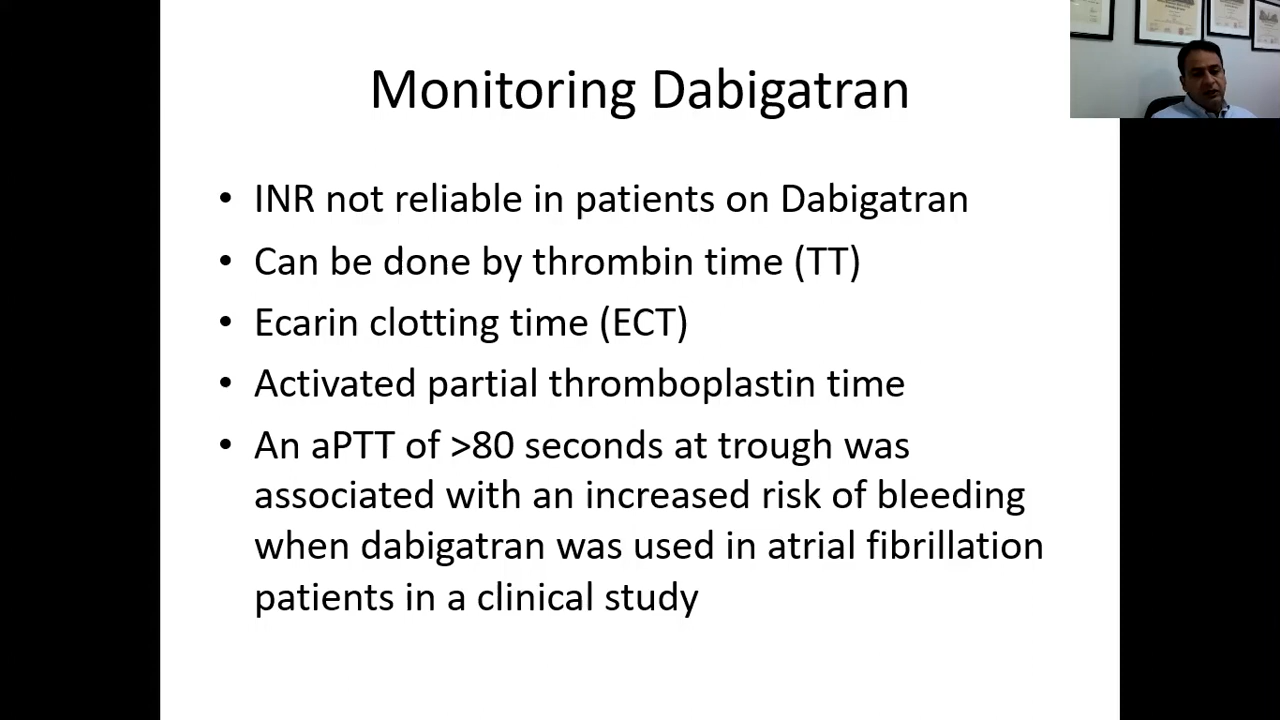 Monitoring Dabigatran
• INR not reliable in patients on Dabigatran
• Can be done by thrombin time (TT)
• Ecarin clotting time (ECT)
• Activated partial thromboplastin time
• An aPTT of >80 seconds at trough was
associated with an increased risk of bleeding
when dabigatran was used in atrial fibrillation
patients in a clinical study